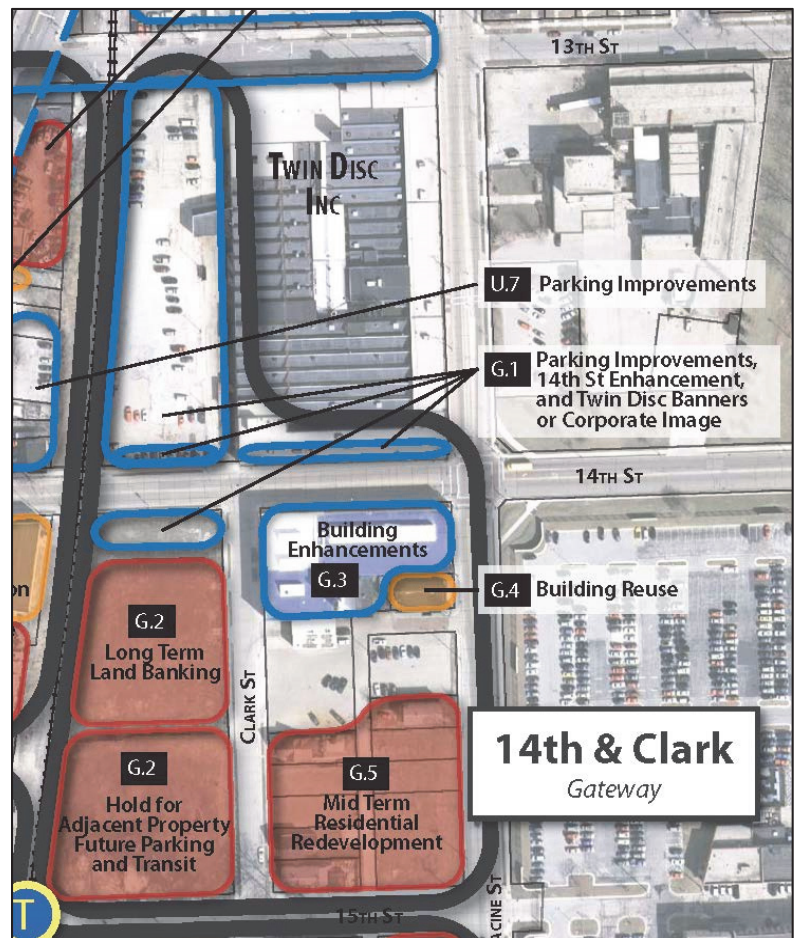 13TH ST
TWIN DISC
INC
U.7 Parking Improvements
G.1 Parking Improvements,
14th St Enhancement,
and Twin Disc Banners
or Corporate Image
14TH ST
Building
Enhancements
G.3
G.4 Building Reuse
on
G.2
Long Term
Land Banking
CLARK ST
14th & Clark
Gateway
G.2
Hold for
Adjacent Property
Future Parking
and Transit
G.5
Mid Term
Residential
Redevelopment
T
15TH ST
ACINE ST